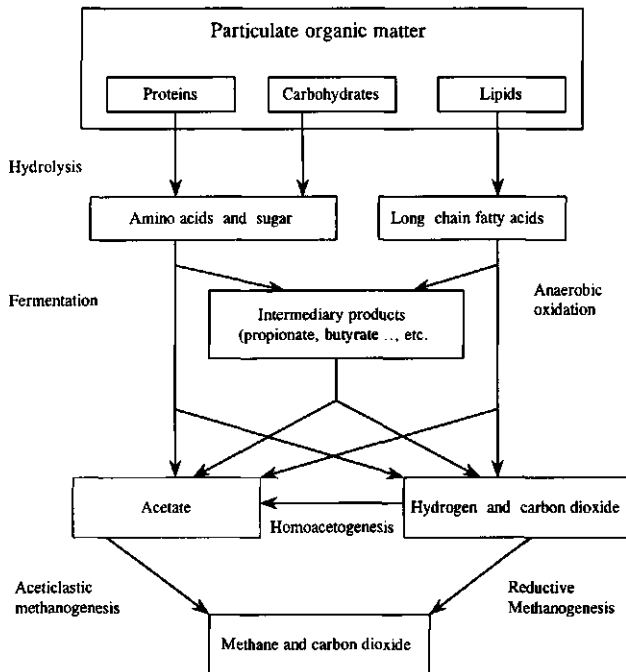 Particulate organic matter
Proteins
Carbohydrates
Lipids
Hydrolysis
Amino acids and sugar
Long chain fatty acids
Fermentation
Anaerobic
oxidation
Intermediary products
(propionate, butyrate .., etc.
Acetate
Hydrogen and carbon dioxide
Homoacetogenesis
Aceticlastic
methanogenesis
Reductive
Methanogenesis
Methane and carbon dioxide